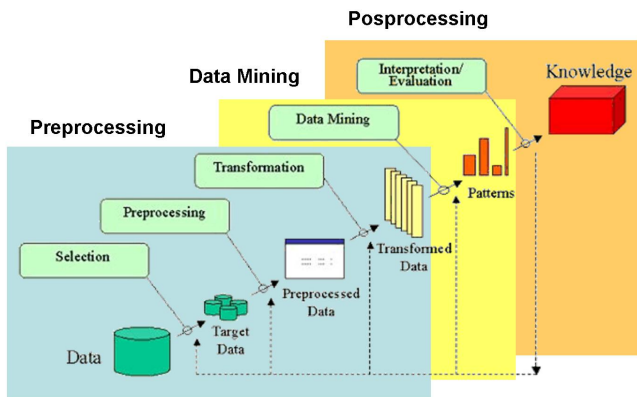 Posprocessing
Data Mining
Preprocessing
Interpretation/
Evaluation
Knowledge
Data Mining
Patterns
Transformation
Transformed
Data
Preprocessing
Preprocessed
Data
Selection
Target
Data
Data